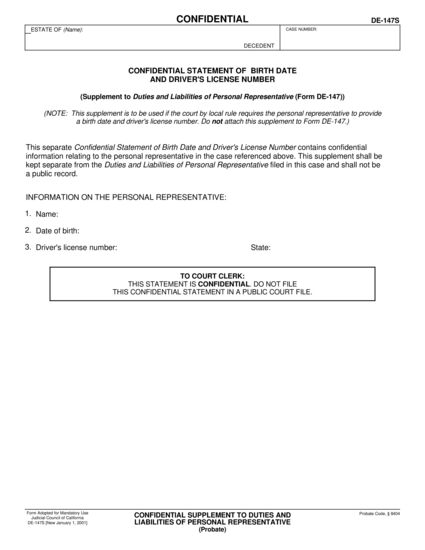 CONFIDENTIAL
DE-147S
ESTATE OF (Name):
CASE NUMBER:
DECEDENT
CONFIDENTIAL STATEMENT OF BIRTH DATE
AND DRIVER'S LICENSE NUMBER
(Supplement to Duties and Liabilities of Personal Representative (Form DE-147))
(NOTE: This supplement is to be used if the court by local rule requires the personal representative to provide
a birth date and driver's license number. Do not attach this supplement to Form DE-147.)
This separate Confidential Statement of Birth Date and Driver's License Number contains confidential
information relating to the personal representative in the case referenced above. This supplement shall be
kept separate from the Duties and Liabilities of Personal Representative filed in this case and shall not be
a public record.
INFORMATION ON THE PERSONAL REPRESENTATIVE:
1. Name:
2. Date of birth:
3. Driver's license number: State:
TO COURT CLERK:
THIS STATEMENT IS CONFIDENTIAL. DO NOT FILE
THIS CONFIDENTIAL STATEMENT IN A PUBLIC COURT FILE.
Form Adopted for Mandatory Use
Judicial Council of California
DE-147S [New January 1, 2001]
CONFIDENTIAL SUPPLEMENT TO DUTIES AND
LIABILITIES OF PERSONAL REPRESENTATIVE
(Probate)
Probate Code, § 8404